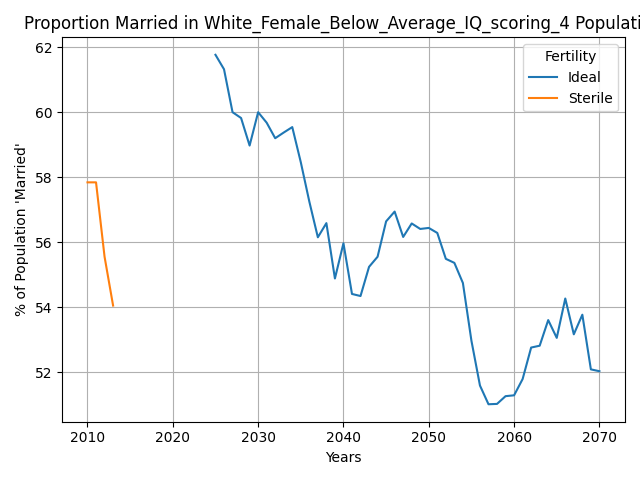 Proportion Married in White_Female_Below_Average_IQ_scoring_4 Populati
% of Population 'Married'
62
60
58
56
54
52
Fertility
Ideal
Sterile
2010 2020 2030 2040 2050 2060 2070
Years